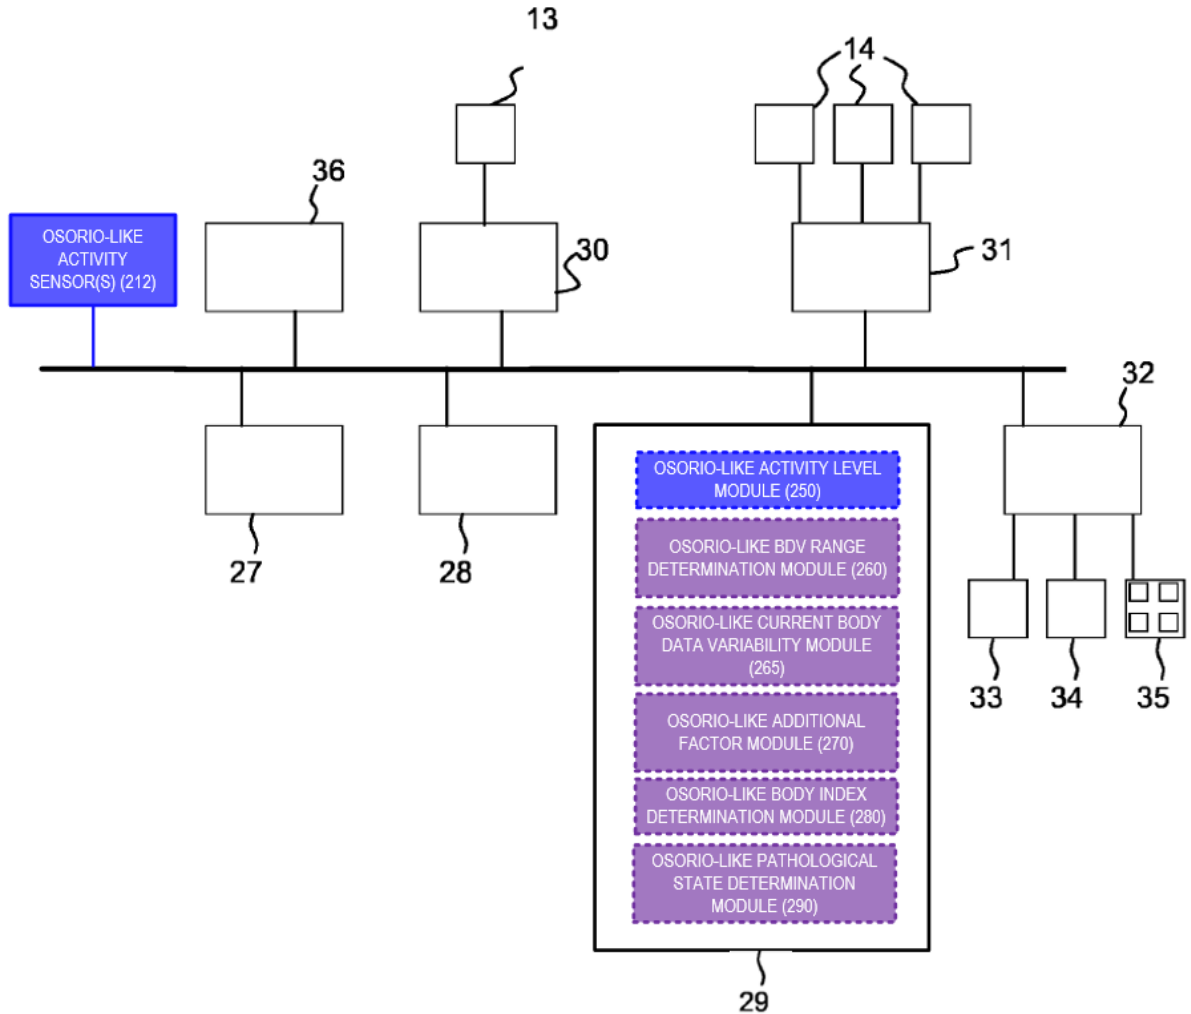 13
14
36
OSORIO-LIKE
ACTIVITY
SENSOR(S) (212)
30
31
32
OSORIO-LIKE ACTIVITY LEVEL
MODULE (250)
OSORIO-LIKE BDV RANGE
DETERMINATION MODULE (260)
27
28
OSORIO-LIKE CURRENT BODY
DATA VARIABILITY MODULE
(265)
33
34
35
OSORIO-LIKE ADDITIONAL
FACTOR MODULE (270)
OSORIO-LIKE BODY INDEX
DETERMINATION MODULE (280)
OSORIO-LIKE PATHOLOGICAL
STATE DETERMINATION
MODULE (290)
29